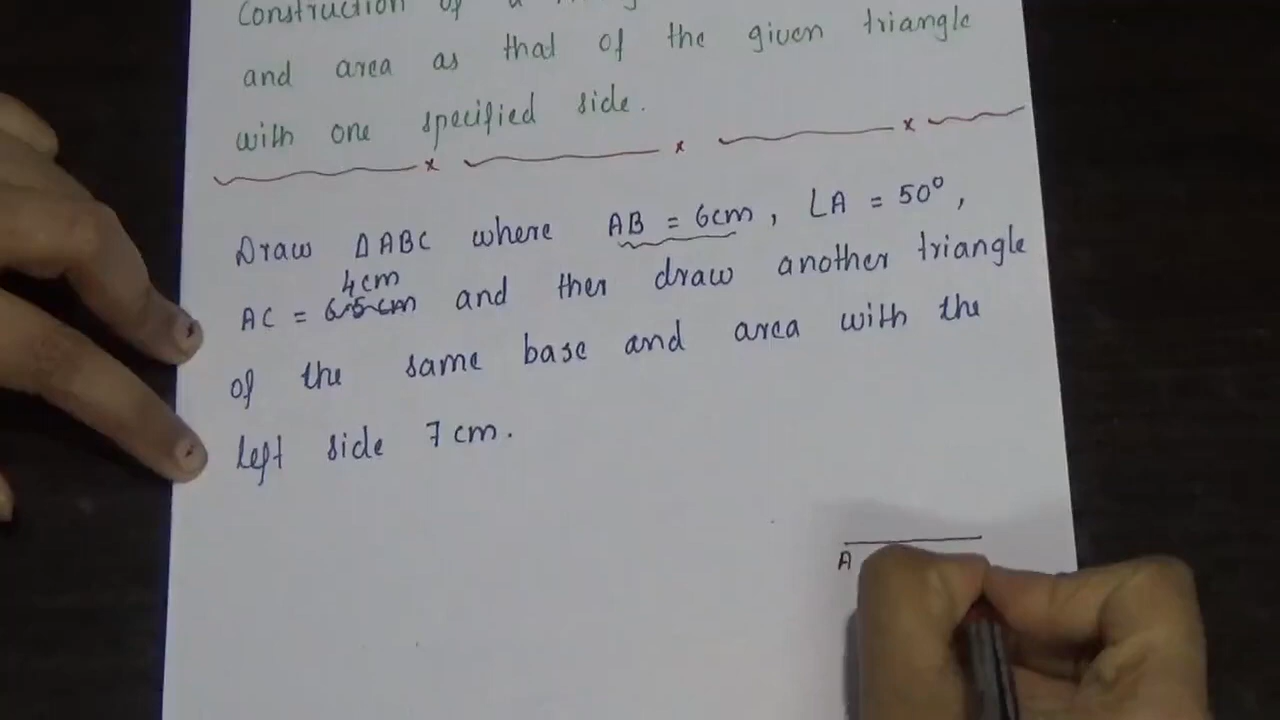 Construction of a
and area as that of the given triangle
with one specified side.
Draw ΔABC where AB = 6cm, ∠A = 50°,
4cm
AC = 6.5cm and then draw another triangle
of the same base and area with the
left side 7cm.
A